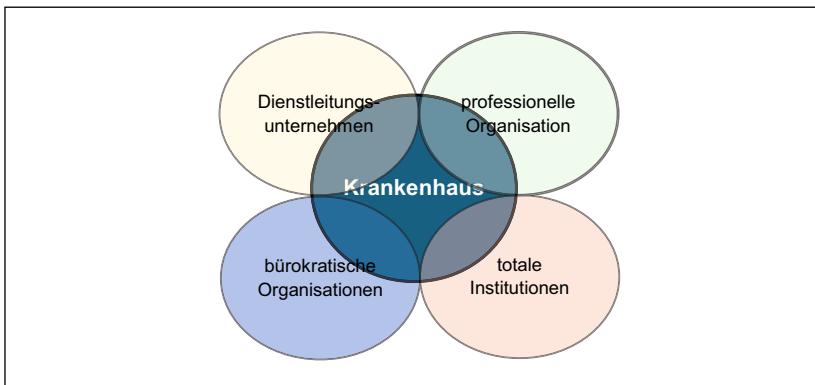 Dienstleitungs-
unternehmen
professionelle
Organisation
Krankenhaus
bürokratische
Organisationen
totale
Institutionen